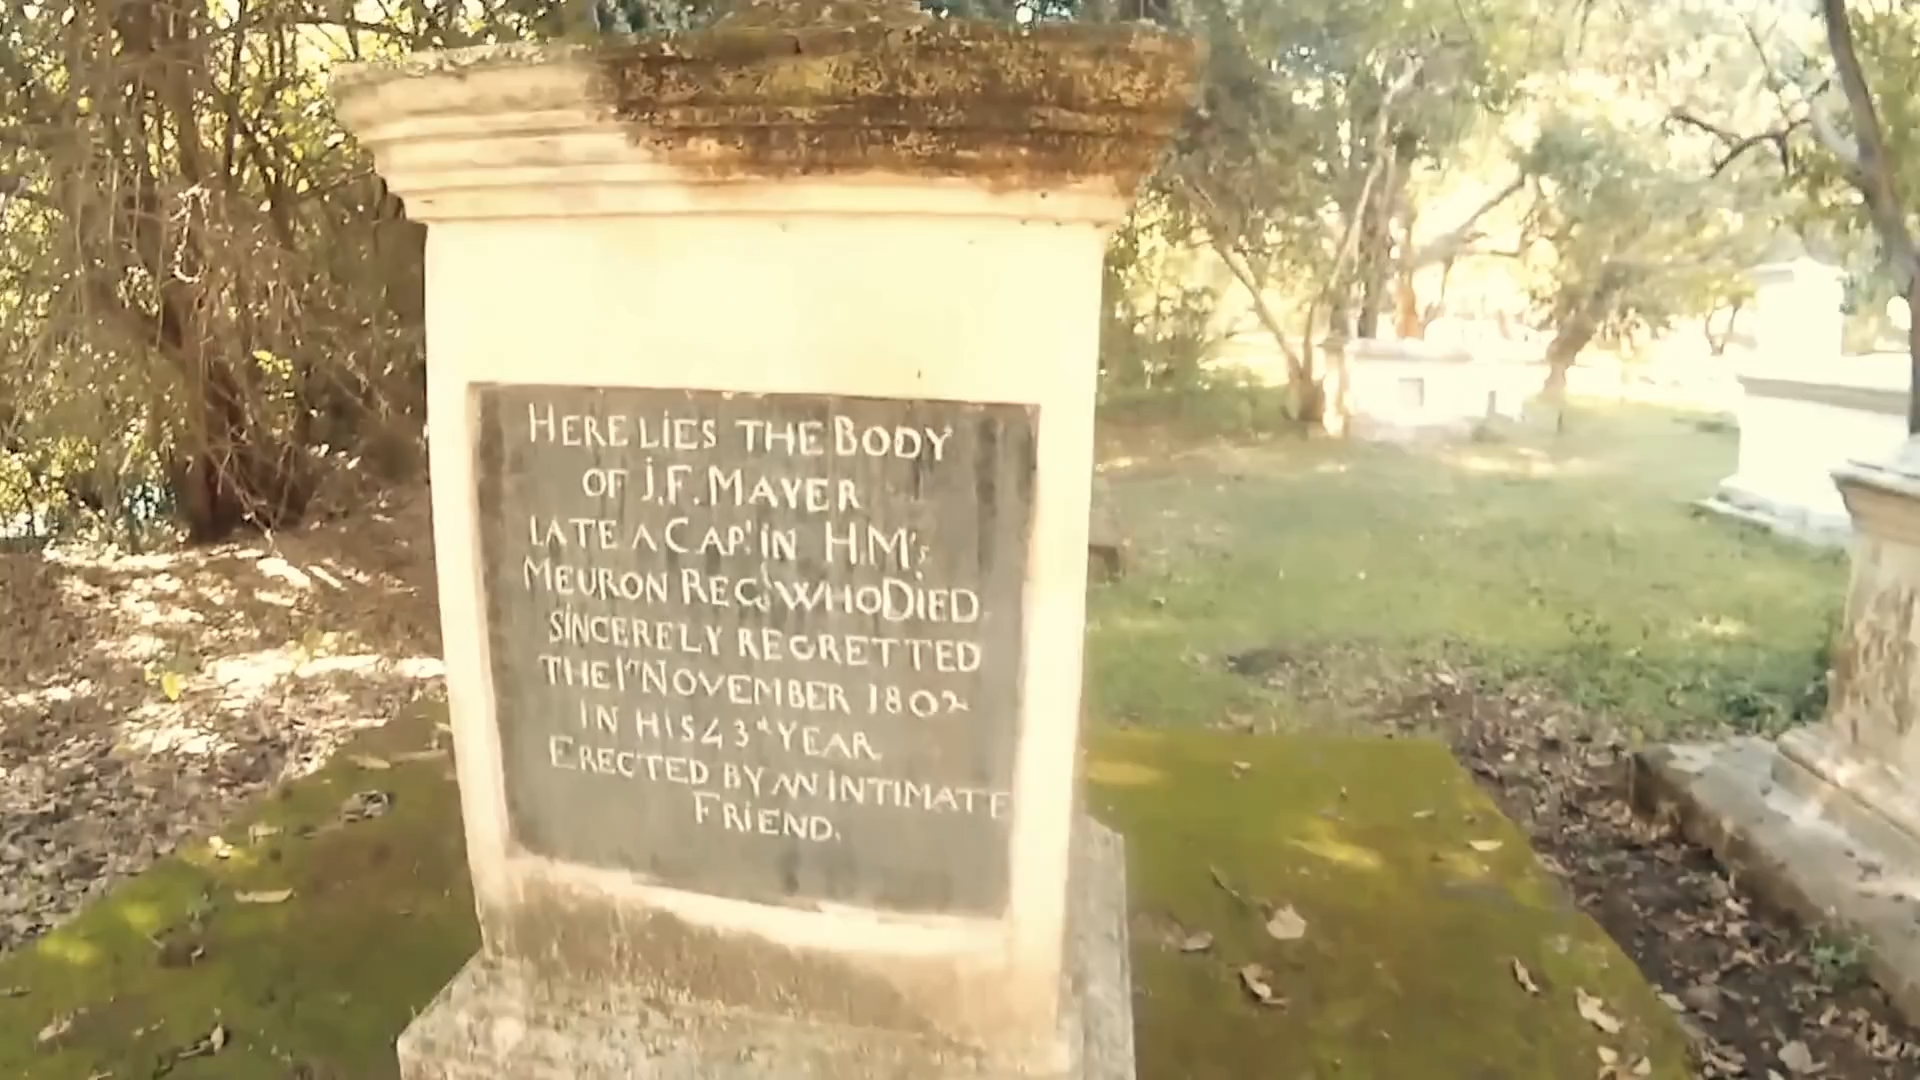 HERE LIES THE BODY
OF J.F. MAYER
LATE A CAPT. IN H.M's
MEURON REGt. WHO DIED
SINCERELY REGRETTED
THE 1st NOVEMBER 1802
IN HIS 43d YEAR
ERECTED BY AN INTIMATE
FRIEND.